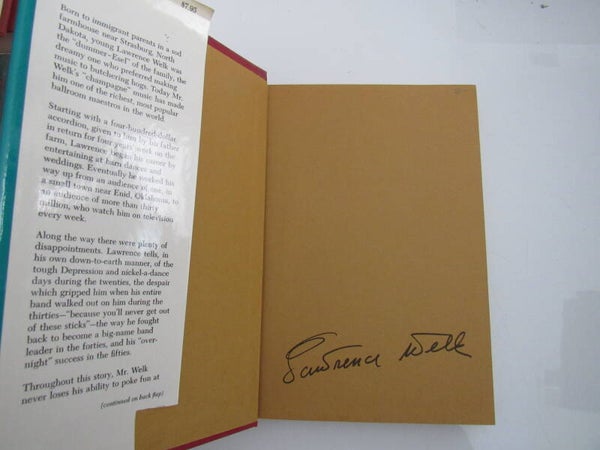 $7.95
Born to immigrant parents in a sod
farmhouse near Strasburg, North
Dakota, young Lawrence Welk was
the "dummer-Esel" of the family, the
dreamy one who preferred making
music to butchering hogs. Today Mr.
Welk's "champagne" music has made
him one of the richest, most popular
ballroom maestros in the world.
Starting with a four-hundred-dollar
accordion, given to him by his father
in return for four years' work on the
farm, Lawrence began his career by
entertaining at barn dances and
weddings. Eventually he worked his
way up from an audience of one, in
a small town near Enid, Oklahoma, to
an audience of more than thirty
million, who watch him on television
every week.
Along the way there were plenty of
disappointments. Lawrence tells, in
his own down-to-earth manner, of the
tough Depression and nickel-a-dance
days during the twenties, the despair
which gripped him when his entire
band walked out on him during the
thirties—"because you'll never get out
of these sticks"—the way he fought
back to become a big-name band
leader in the forties, and his "over-
night" success in the fifties.
Throughout this story, Mr. Welk
never loses his ability to poke fun at
(continued on back flap)
Lawrence Welk